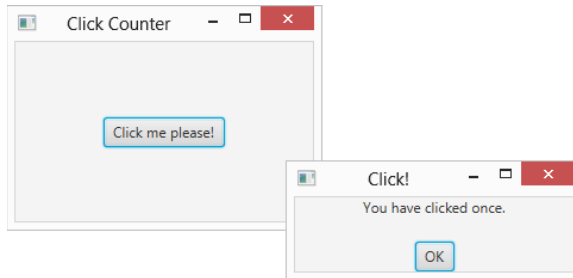 Click Counter
Click me please!
Click!
You have clicked once.
OK